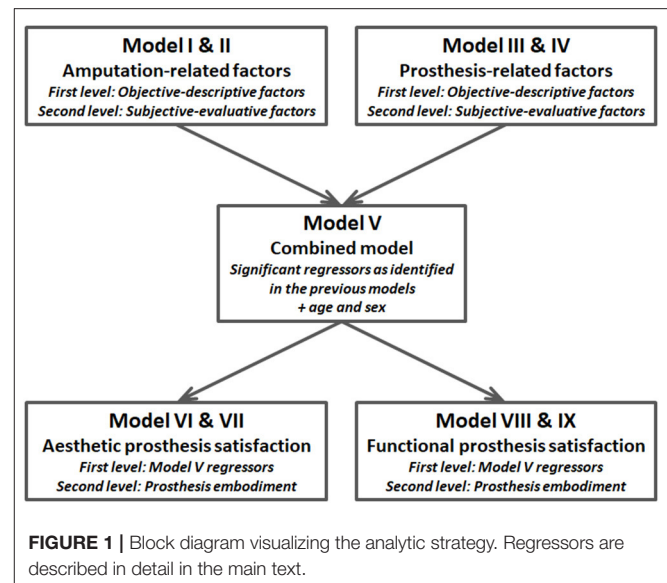 Model I & II
Amputation-related factors
First level: Objective-descriptive factors
Second level: Subjective-evaluative factors
Model III & IV
Prosthesis-related factors
First level: Objective-descriptive factors
Second level: Subjective-evaluative factors
Model V
Combined model
Significant regressors as identified
in the previous models
+ age and sex
Model VI & VII
Aesthetic prosthesis satisfaction
First level: Model V regressors
Second level: Prosthesis embodiment
Model VIII & IX
Functional prosthesis satisfaction
First level: Model V regressors
Second level: Prosthesis embodiment
FIGURE 1 | Block diagram visualizing the analytic strategy. Regressors are
described in detail in the main text.